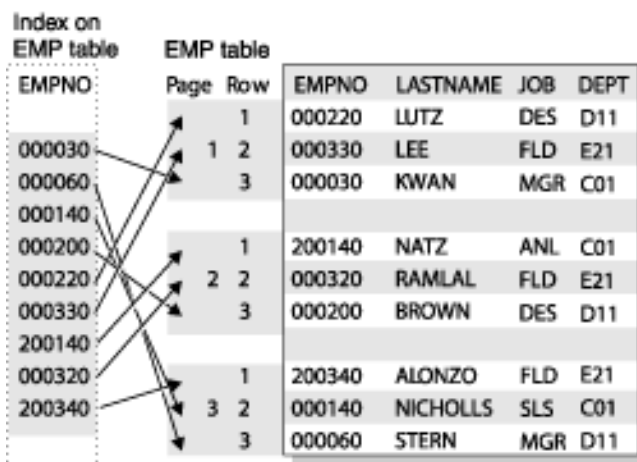 Index on
EMP table EMP table
EMPNO Page Row EMPNO LASTNAME JOB DEPT
1 000220 LUTZ DES D11
000030 1 2 000330 LEE FLD E21
000060 3 000030 KWAN MGR C01
000140
000200 1 200140 NATZ ANL C01
000220 2 2 000320 RAMLAL FLD E21
000330 3 000200 BROWN DES D11
200140
000320 1 200340 ALONZO FLD E21
200340 3 2 000140 NICHOLLS SLS C01
3 000060 STERN MGR D11